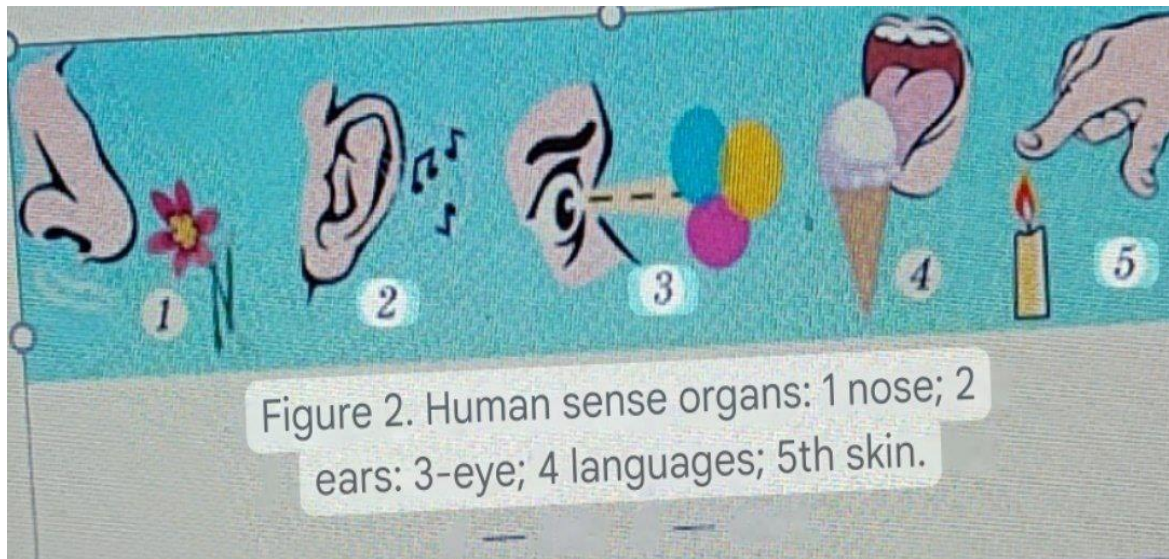 1
2
3
4
5
Figure 2. Human sense organs: 1 nose; 2
ears: 3-eye; 4 languages; 5th skin.